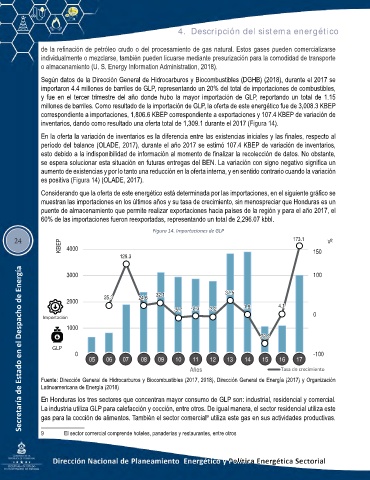 4. Descripción del sistema energético
de la refinación de petróleo crudo o del procesamiento de gas natural. Estos gases pueden comercializarse
individualmente o mezclarse, también pueden licuarse mediante presurización para la comodidad de transporte
o almacenamiento (U. S. Energy Information Administration, 2018).
Según datos de la Dirección General de Hidrocarburos y Biocombustibles (DGHB) (2018), durante el 2017 se
importaron 4.4 millones de barriles de GLP, representando un 20% del total de importaciones de combustibles,
y fue en el tercer trimestre del año donde hubo la mayor importación de GLP, reportando un total de 1.15
millones de barriles. Como resultado de la importación de GLP, la oferta de este energético fue de 3,008.3 KBEP
correspondiente a importaciones, 1,806.6 KBEP correspondiente a exportaciones y 107.4 KBEP de variación de
inventarios, dando como resultado una oferta total de 1,309.1 durante el 2017 (Figura 14).
En la oferta la variación de inventarios es la diferencia entre las existencias iniciales y las finales, respecto al
período del balance (OLADE, 2017). durante el año 2017 se estimó 107.4 KBEP de variación de inventarios,
esto debido a la indisponibilidad de información al momento de finalizar la recolección de datos. No obstante,
se espera solucionar esta situación en futuras entregas del BEN. La variación con signo negativo significa un
aumento de existencias y por lo tanto una reducción en la oferta interna, y en sentido contrario cuando la variación
es positiva (Figura 14) (OLADE, 2017).
Considerando que la oferta de este energético está determinada por las importaciones, en el siguiente gráfico se
muestran las importaciones en los últimos años y su tasa de crecimiento, sin menospreciar que Honduras es un
puente de almacenamiento que permite realizar exportaciones hacia países de la región y para el año 2017, el
60% de las importaciones fueron reexportadas, representando un total de 2,296.07 kbbl.
Figura 14. Importaciones de GLP
24
KBEP
4000
3000
2000
1000
0
128.3
173.1
150
100
0
-100
Importación
GLP
05 06 07 08 09 10 11 12 13 14 15 16 17
Años
Tasa de crecimiento
Fuente: Dirección General de Hidrocarburos y Biocombustibles (2017, 2018), Dirección General de Energía (2017) y Organización
Latinoamericana de Energía (2018).
En Honduras los tres sectores que concentran mayor consumo de GLP son: industrial, residencial y comercial.
La industria utiliza GLP para calefacción y cocción, entre otros. De igual manera, el sector residencial utiliza este
gas para la cocción de alimentos. También el sector comercial⁹ utiliza este gas en sus actividades productivas.
9 El sector comercial comprende hoteles, panaderías y restaurantes, entre otros
Secretaría de Estado en el Despacho de Energía
Dirección Nacional de Planeamiento Energético y Política Energética Sectorial